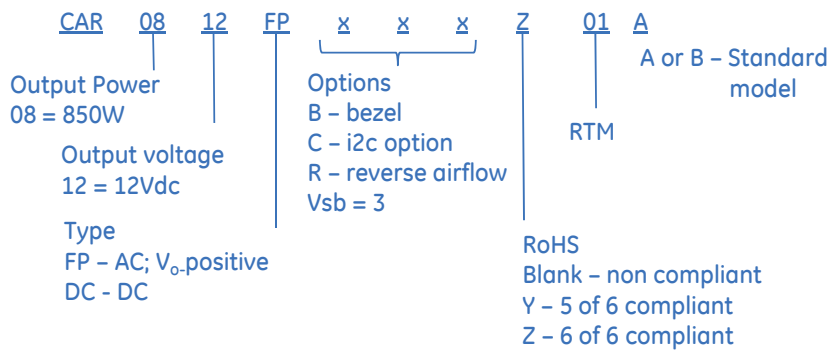 CAR 08 12 FP x x x Z 01 A
A or B – Standard
model
Output Power
08 = 850W
Options
B – bezel
C – i2c option
R – reverse airflow
Vsb = 3
RTM
Output voltage
12 = 12Vdc
Type
FP – AC; Vo-positive
DC - DC
RoHS
Blank – non compliant
Y – 5 of 6 compliant
Z – 6 of 6 compliant